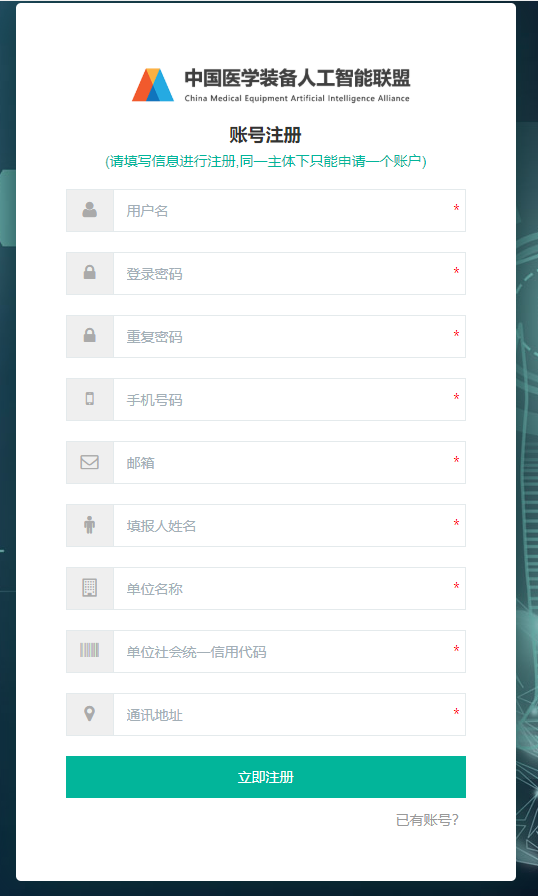 中国医学装备人工智能联盟
China Medical Equipment Artificial Intelligence Alliance
账号注册
(请填写信息进行注册,同一主体下只能申请一个账户)
用户名 *
登录密码 *
重复密码 *
手机号码 *
邮箱 *
填报人姓名 *
单位名称 *
单位社会统一信用代码 *
通讯地址 *
立即注册
已有账号?